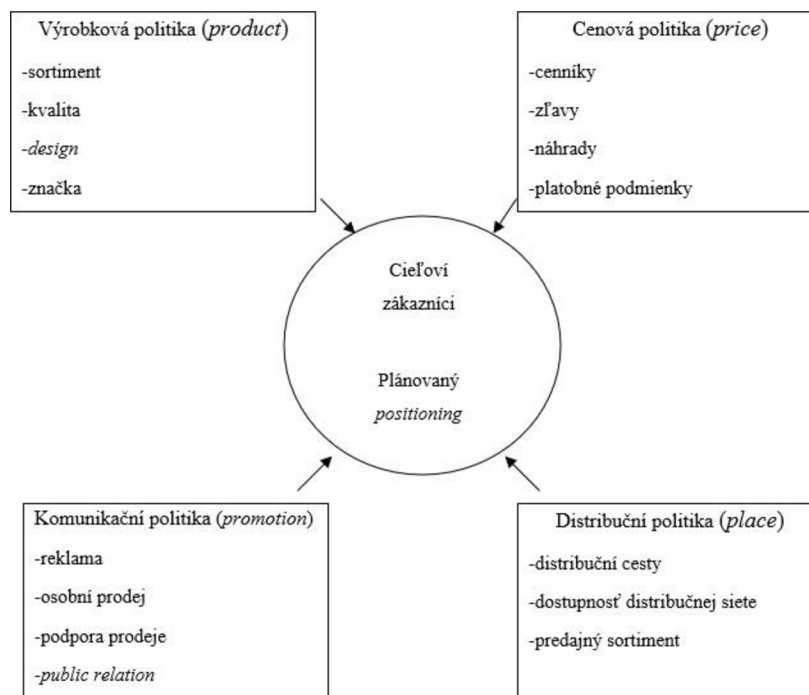 Výrobková politika (product)
-sortiment
-kvalita
-design
-značka
Cenová politika (price)
-cenníky
-zľavy
-náhrady
-platobné podmienky
Cieľoví
zákazníci
Plánovaný
positioning
Komunikační politika (promotion)
-reklama
-osobní prodej
-podpora prodeje
-public relation
Distribuční politika (place)
-distribuční cesty
-dostupnosť distribučnej siete
-predajný sortiment